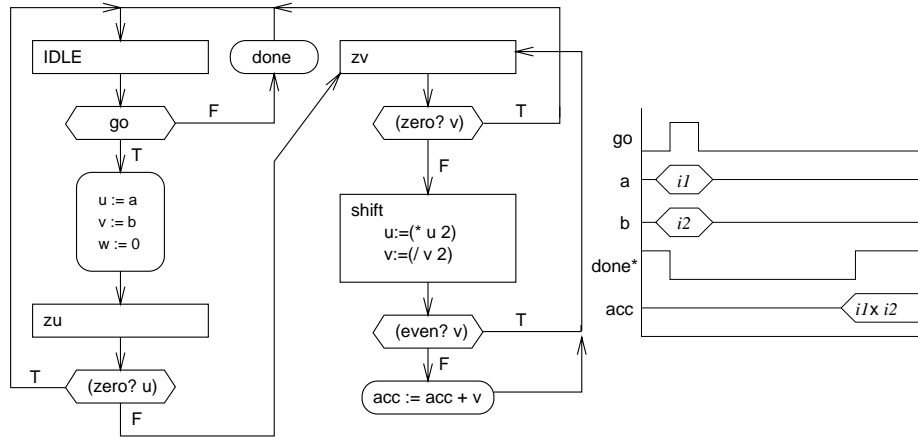 IDLE
done
zv
go
F
T
u := a
v := b
w := 0
zu
T
(zero? u)
F
(zero? v)
T
F
shift
u:=(* u 2)
v:=(/ v 2)
(even? v)
T
F
acc := acc + v
go
a
i1
b
i2
done*
acc
i1x i2